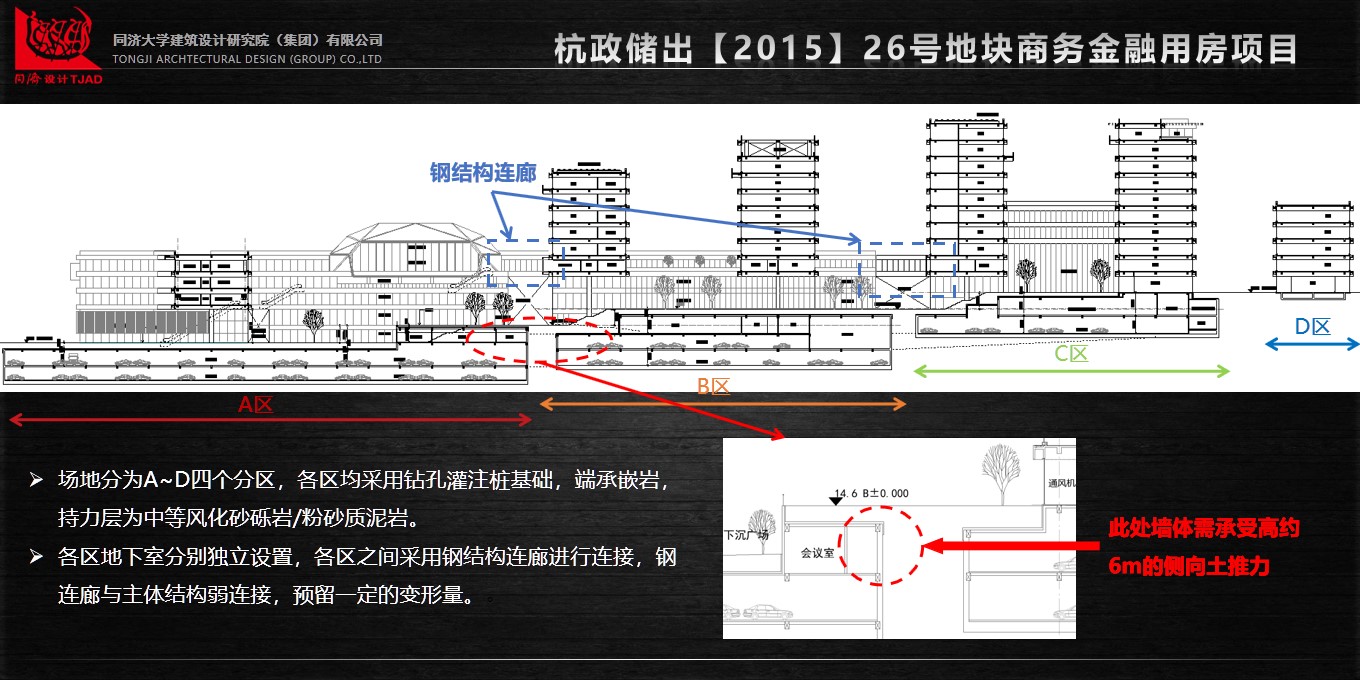 同济设计TJAD
同济大学建筑设计研究院（集团）有限公司
TONGJI ARCHTECTURAL DESIGN (GROUP) CO.,LTD
杭政储出【2015】26号地块商务金融用房项目
钢结构连廊
A区
B区
C区
D区
➢ 场地分为A~D四个分区，各区均采用钻孔灌注桩基础，端承嵌岩，
持力层为中等风化砂砾岩/粉砂质泥岩。
➢ 各区地下室分别独立设置，各区之间采用钢结构连廊进行连接，钢
连廊与主体结构弱连接，预留一定的变形量。
14.6 B±0.000
通风机
下沉广场
会议室
此处墙体需承受高约
6m的侧向土推力